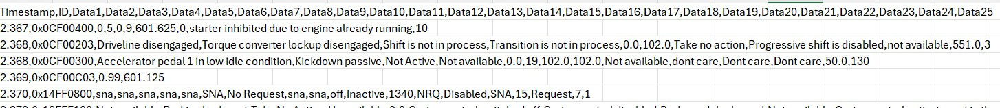 Timestamp,ID,Data1,Data2,Data3,Data4,Data5,Data6,Data7,Data8,Data9,Data10,Data11,Data12,Data13,Data14,Data15,Data16,Data17,Data18,Data19,Data20,Data21,Data22,Data23,Data24,Data25
2.367,0x0CF00400,0,5,0,9,601.625,0,starter inhibited due to engine already running,10
2.368,0x0CF00203,Driveline disengaged,Torque converter lockup disengaged,Shift is not in process,Transition is not in process,0.0,102.0,Take no action,Progressive shift is disabled,not available,551.0,3
2.368,0x0CF00300,Accelerator pedal 1 in low idle condition,Kickdown passive,Not Active,Not available,0.0,19,102.0,102.0,Not available,dont care,Dont care,Dont care,50.0,130
2.369,0x0CF00C03,0.99,601.125
2.370,0x14FF0800,sna,sna,sna,sna,sna,SNA,No Request,sna,sna,off,Inactive,1340,NRQ,Disabled,SNA,15,Request,7,1